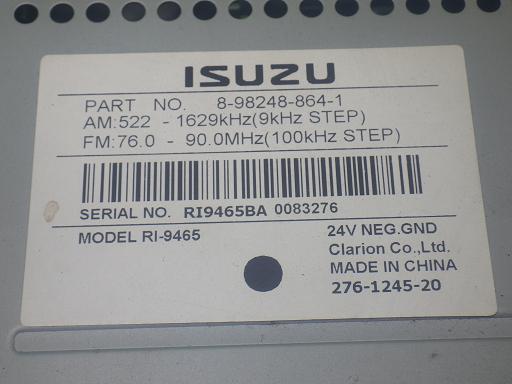 ISUZU
PART NO. 8-98248-864-1
AM:522 - 1629kHz(9kHz STEP)
FM:76.0 - 90.0MHz(100kHz STEP)
SERIAL NO. RI9465BA 0083276
MODEL RI-9465
24V NEG.GND
Clarion Co.,Ltd.
MADE IN CHINA
276-1245-20